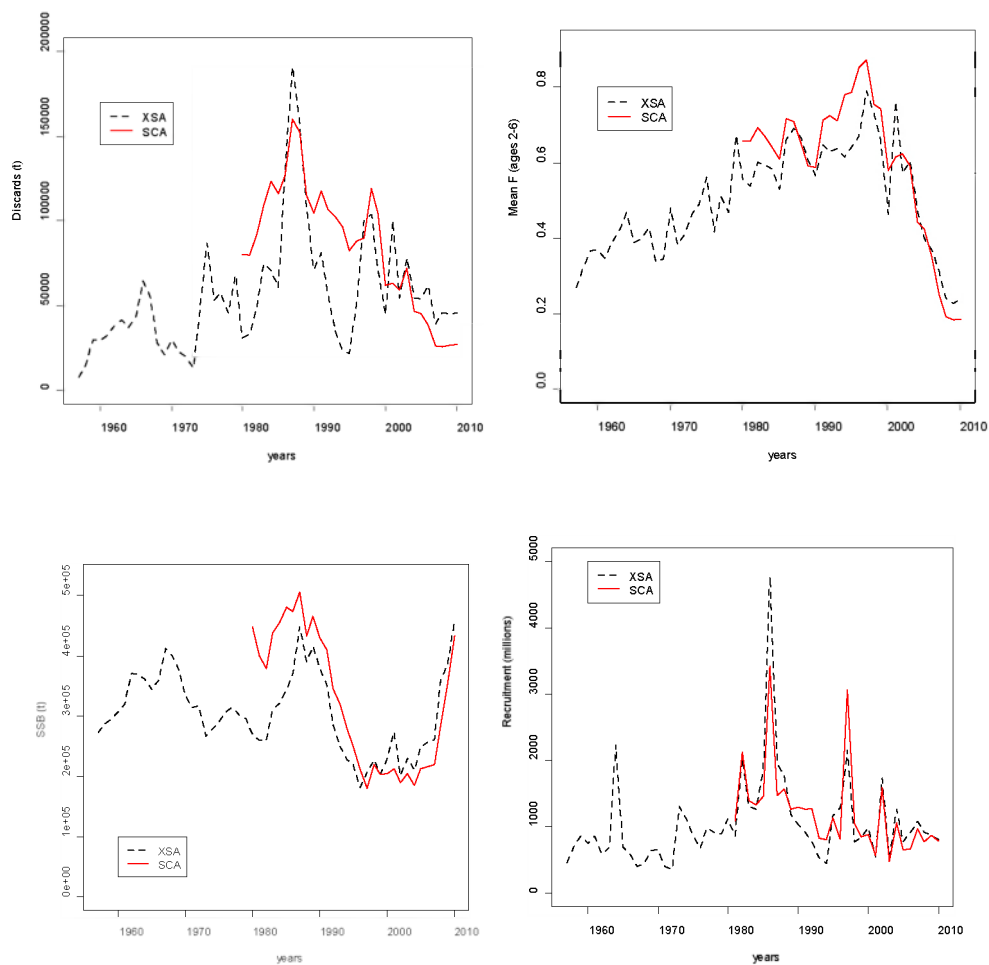 Discards (t)
200000
150000
100000
50000
0
XSA
SCA
1960 1970 1980 1990 2000 2010
years
Mean F (ages 2-6)
0.8
0.6
0.4
0.2
0.0
XSA
SCA
1960 1970 1980 1990 2000 2010
years
SSB (t)
5e+05
4e+05
3e+05
2e+05
1e+05
0e+00
XSA
SCA
1960 1970 1980 1990 2000 2010
years
Recruitment (millions)
5000
4000
3000
2000
1000
0
XSA
SCA
1960 1970 1980 1990 2000 2010
years